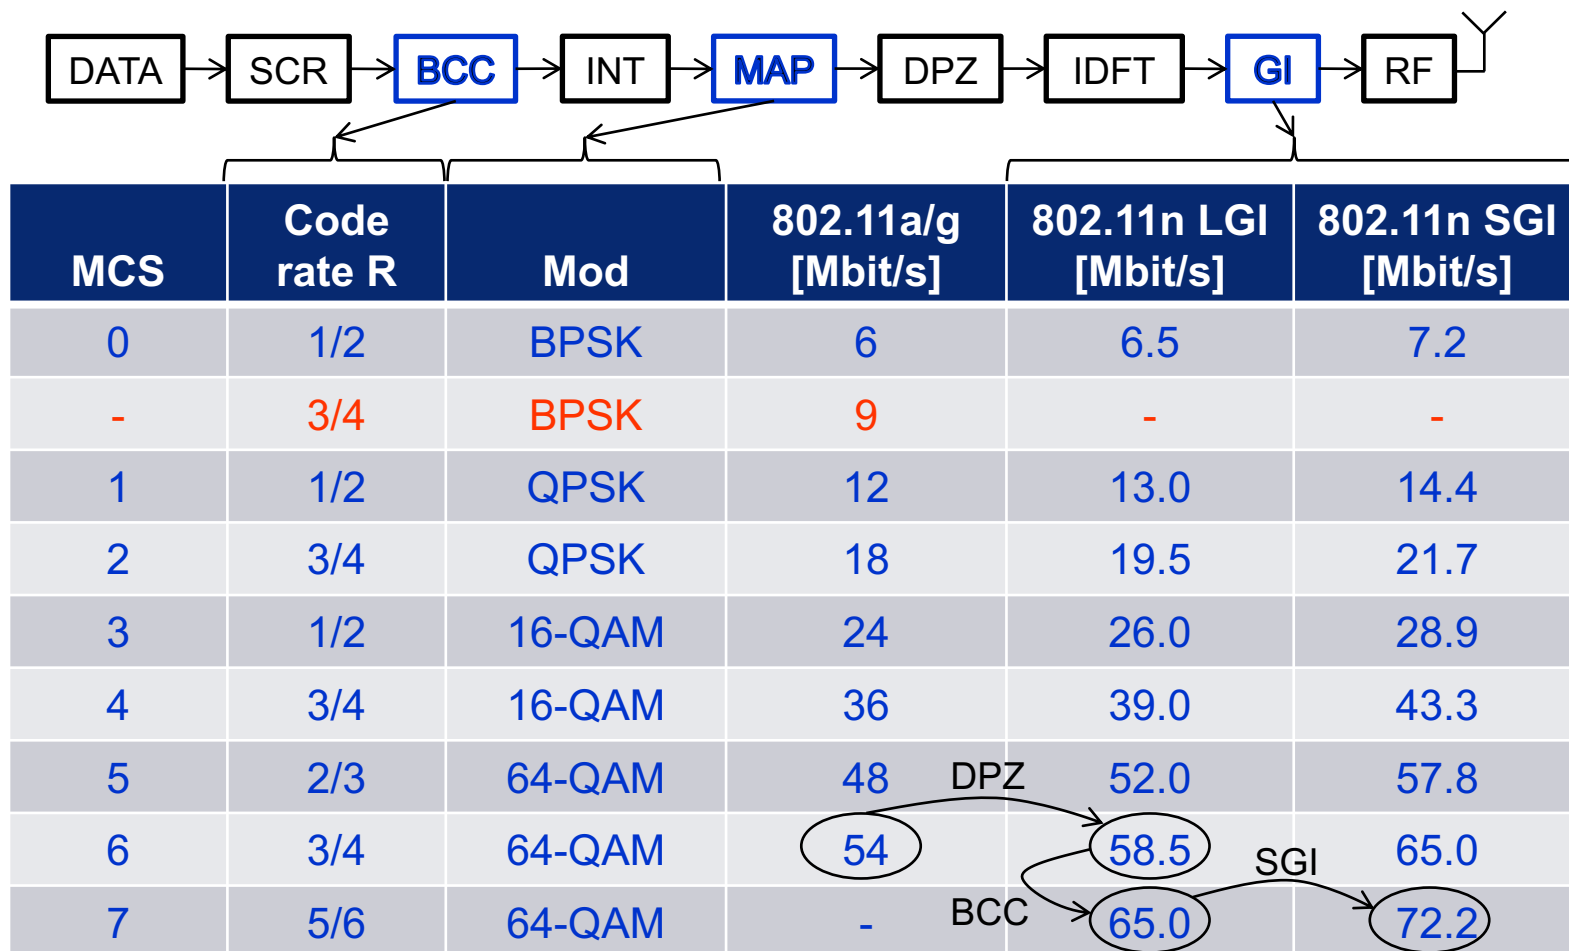 DATA SCR BCC INT MAP DPZ IDFT GI RF
MCS Code rate R Mod 802.11a/g [Mbit/s] 802.11n LGI [Mbit/s] 802.11n SGI [Mbit/s]
0 1/2 BPSK 6 6.5 7.2
- 3/4 BPSK 9 - -
1 1/2 QPSK 12 13.0 14.4
2 3/4 QPSK 18 19.5 21.7
3 1/2 16-QAM 24 26.0 28.9
4 3/4 16-QAM 36 39.0 43.3
5 2/3 64-QAM 48 DPZ 52.0 57.8
6 3/4 64-QAM 54 58.5 SGI 65.0
7 5/6 64-QAM - BCC 65.0 72.2